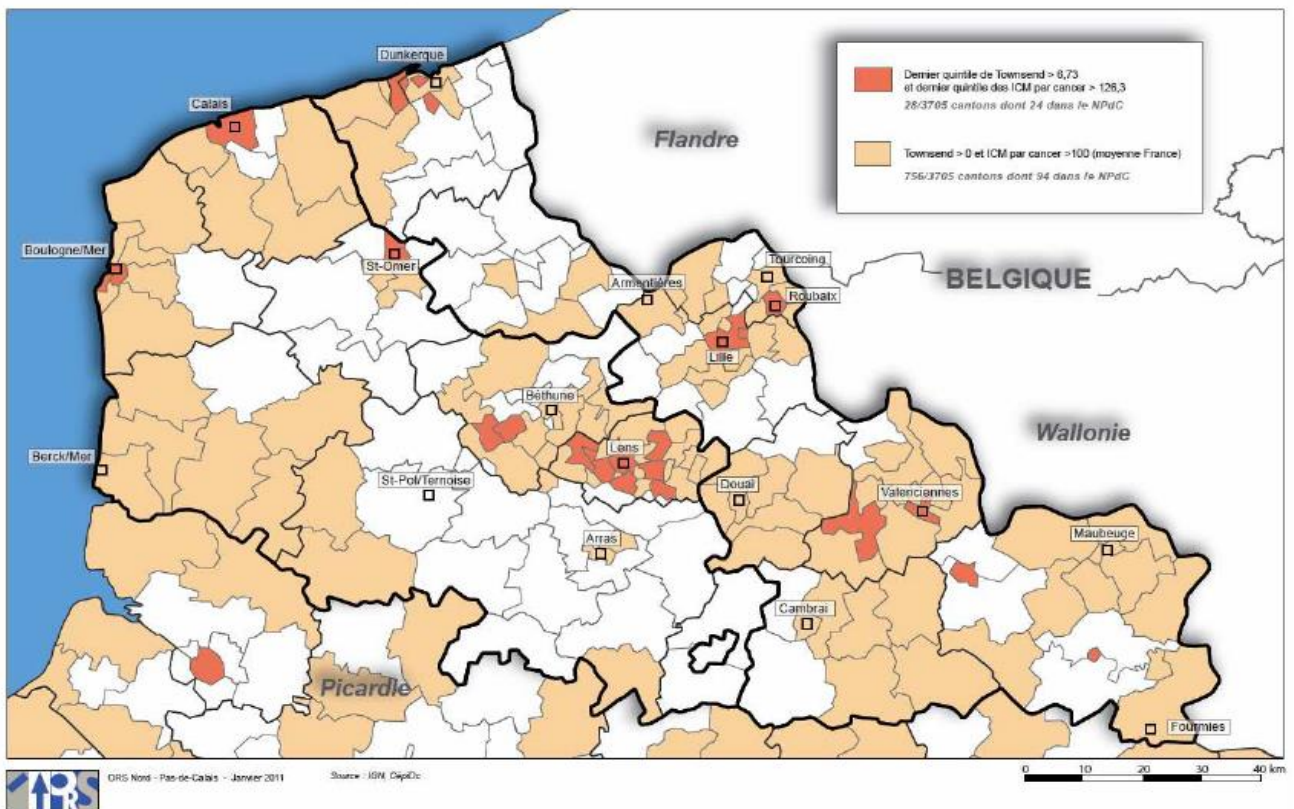 Dunkerque
Calais
Dernier quintile de Townsend > 6,73
et dernier quintile des ICM par cancer > 126,3
28/3705 cantons dont 24 dans le NPdC
Flandre
Townsend > 0 et ICM par cancer >100 (moyenne France)
756/3705 cantons dont 94 dans le NPdC
Boulogne/Mer
St-Omer
Tourcoing
Armentières
BELGIQUE
Roubaix
Lille
Béthune
Wallonie
Berck/Mer
Lens
St-Pol/Ternoise
Douai
Valenciennes
Arras
Maubeuge
Cambrai
Picardie
Fourmies
ORS Nord - Pas-de-Calais - Janvier 2011
Source : IGN, CépiDc
0 10 20 30 40 km
ORS